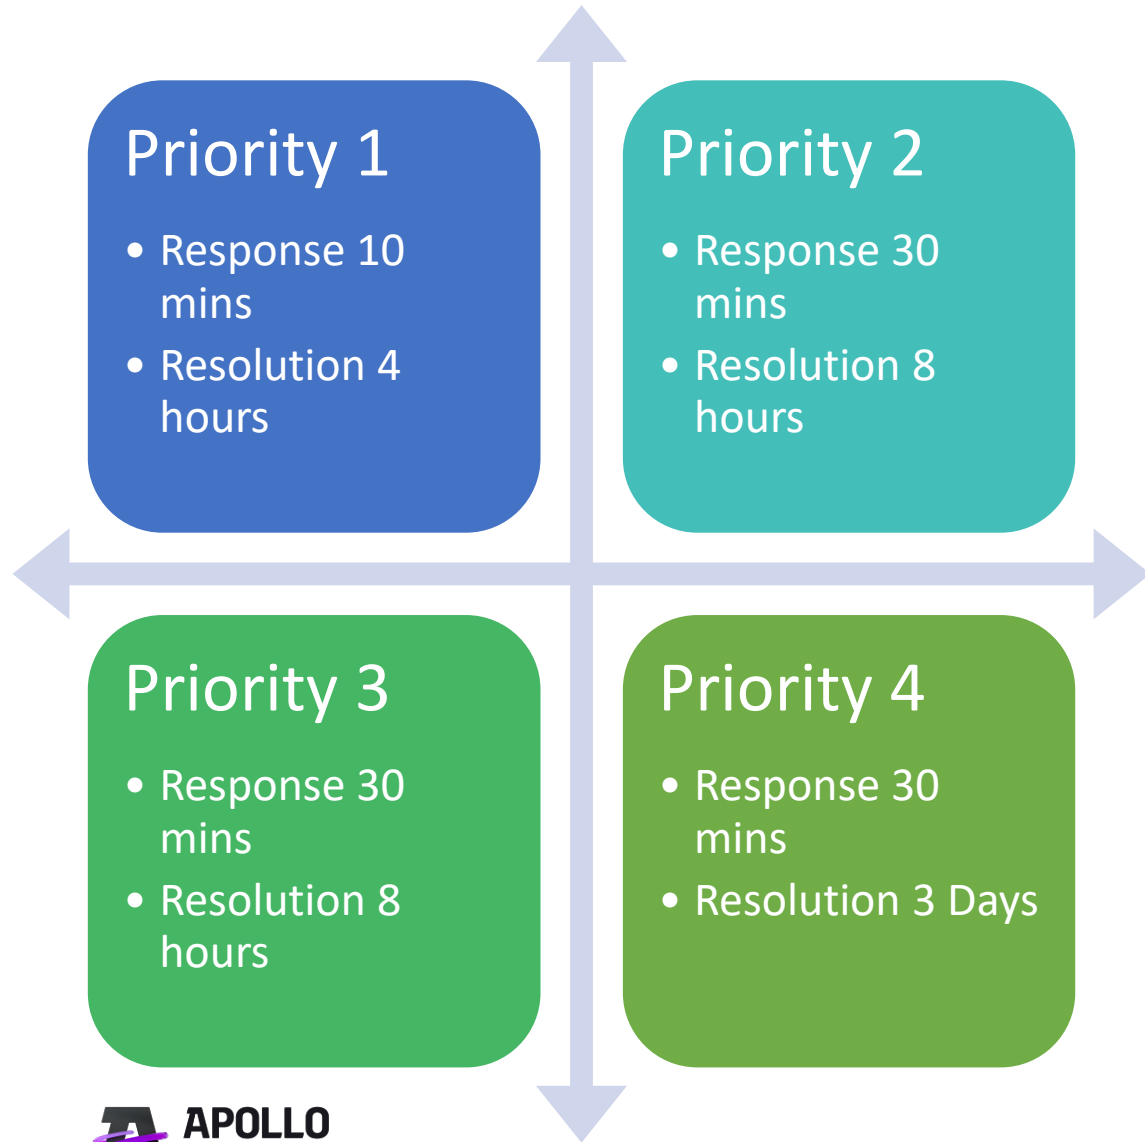 Priority 1
• Response 10
mins
• Resolution 4
hours
Priority 2
• Response 30
mins
• Resolution 8
hours
Priority 3
• Response 30
mins
• Resolution 8
hours
Priority 4
• Response 30
mins
• Resolution 3 Days
APOLLO